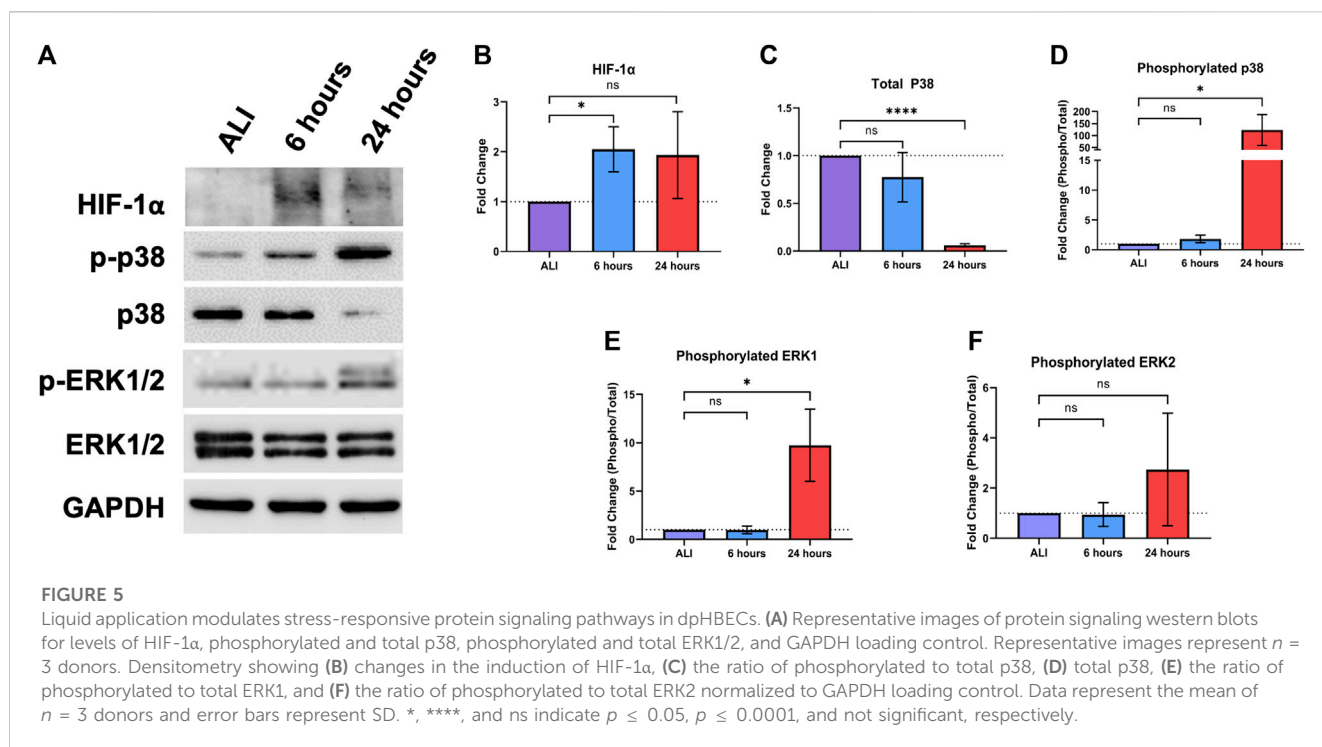 A
ALI
6 hours
24 hours
HIF-1α
p-p38
p38
p-ERK1/2
ERK1/2
GAPDH
B
HIF-1α
ns
*
Fold Change
3
2
1
0
ALI
6 hours
24 hours
C
Total P38
****
ns
Fold Change
1.0
0.5
0.0
ALI
6 hours
24 hours
D
Phosphorylated p38
*
ns
Fold Change (Phospho/Total)
200
150
100
50
15
10
5
0
ALI
6 hours
24 hours
E
Phosphorylated ERK1
*
ns
Fold Change (Phospho/Total)
15
10
5
0
ALI
6 hours
24 hours
F
Phosphorylated ERK2
ns
ns
Fold Change (Phospho/Total)
6
4
2
0
ALI
6 hours
24 hours
FIGURE 5
Liquid application modulates stress-responsive protein signaling pathways in dpHBECs. (A) Representative images of protein signaling western blots
for levels of HIF-1α, phosphorylated and total p38, phosphorylated and total ERK1/2, and GAPDH loading control. Representative images represent n =
3 donors. Densitometry showing (B) changes in the induction of HIF-1α, (C) the ratio of phosphorylated to total p38, (D) total p38, (E) the ratio of
phosphorylated to total ERK1, and (F) the ratio of phosphorylated to total ERK2 normalized to GAPDH loading control. Data represent the mean of
n = 3 donors and error bars represent SD. *, ****, and ns indicate p ≤ 0.05, p ≤ 0.0001, and not significant, respectively.